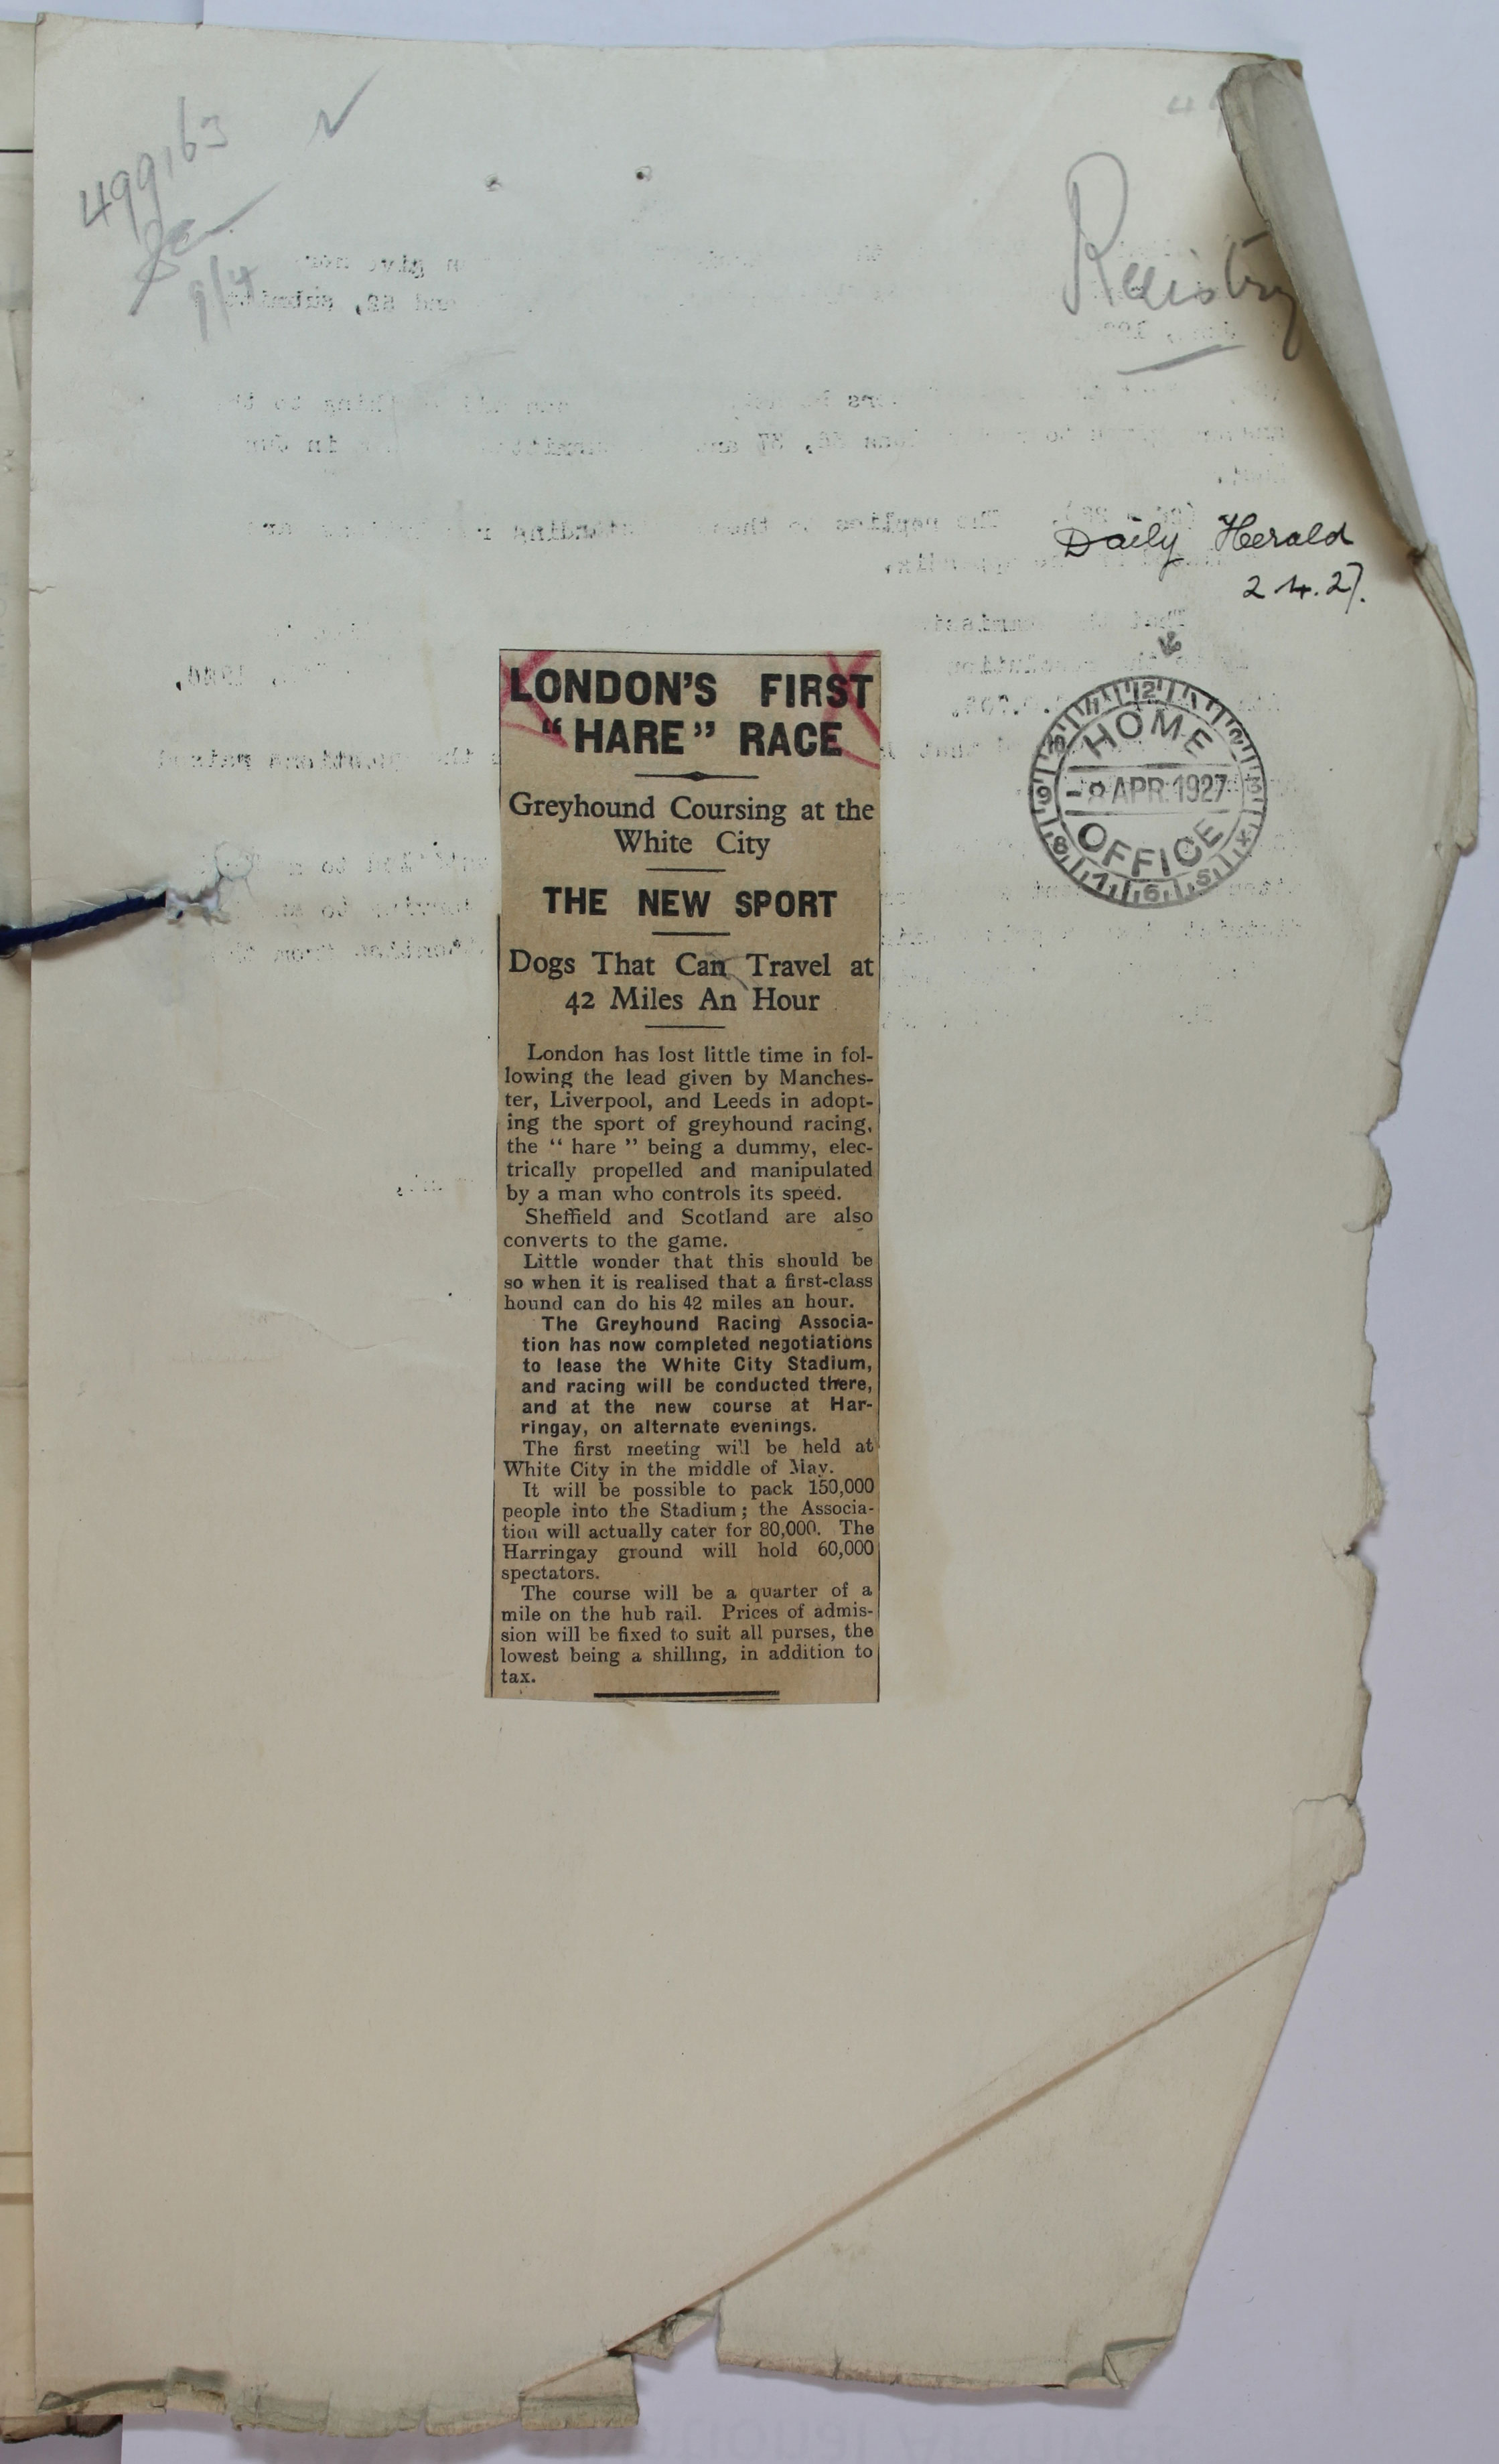 499163
9/4
Registry
Daily Herald
2.4.27.
HOME
-8 APR.1927
OFFICE
LONDON'S FIRST
"HARE" RACE
Greyhound Coursing at the
White City
THE NEW SPORT
Dogs That Can Travel at
42 Miles An Hour
London has lost little time in fol-
lowing the lead given by Manches-
ter, Liverpool, and Leeds in adopt-
ing the sport of greyhound racing,
the " hare " being a dummy, elec-
trically propelled and manipulated
by a man who controls its speed.
Sheffield and Scotland are also
converts to the game.
Little wonder that this should be
so when it is realised that a first-class
hound can do his 42 miles an hour.
The Greyhound Racing Associa-
tion has now completed negotiations
to lease the White City Stadium,
and racing will be conducted there,
and at the new course at Har-
ringay, on alternate evenings.
The first meeting will be held at
White City in the middle of May.
It will be possible to pack 150,000
people into the Stadium; the Associa-
tion will actually cater for 80,000. The
Harringay ground will hold 60,000
spectators.
The course will be a quarter of a
mile on the hub rail. Prices of admis-
sion will be fixed to suit all purses, the
lowest being a shilling, in addition to
tax.